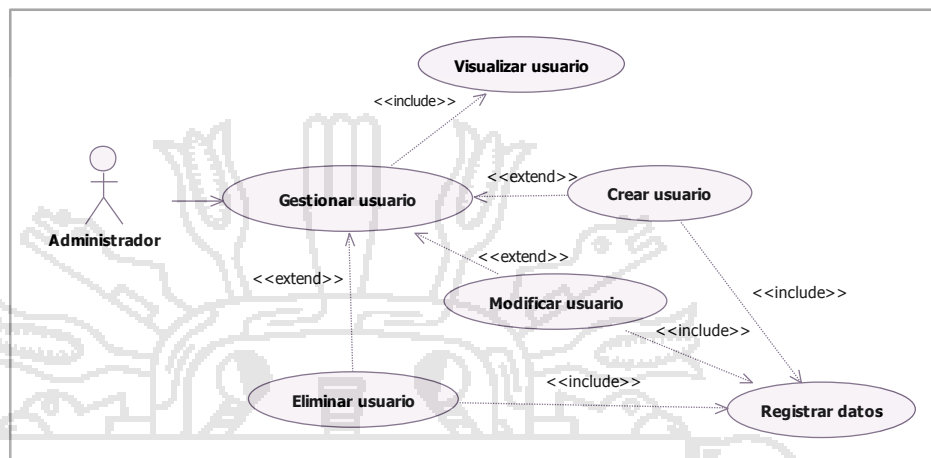 Visualizar usuario
<<include>>
Gestionar usuario
<<extend>>
Crear usuario
Administrador
<<extend>>
<<extend>>
Modificar usuario
<<include>>
<<include>>
Eliminar usuario
<<include>>
Registrar datos